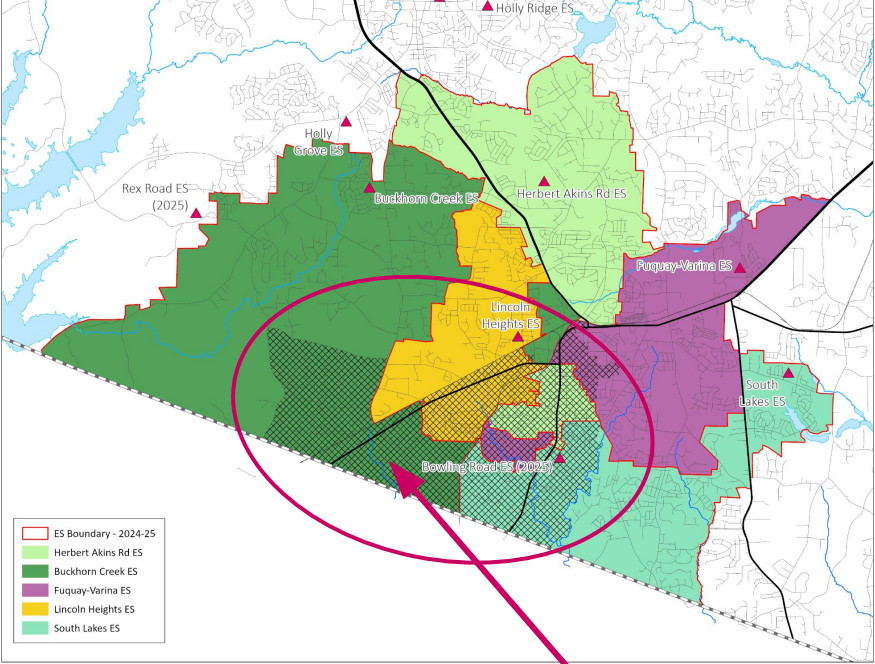 Holly Ridge ES
Holly
Grove ES
Rex Road ES
(2025)
Buckhorn Creek ES
Herbert Akins Rd ES
Fuquay-Varina ES
Lincoln
Heights ES
South
Lakes ES
Bowling Road ES (2025)
ES Boundary - 2024-25
Herbert Akins Rd ES
Buckhorn Creek ES
Fuquay-Varina ES
Lincoln Heights ES
South Lakes ES